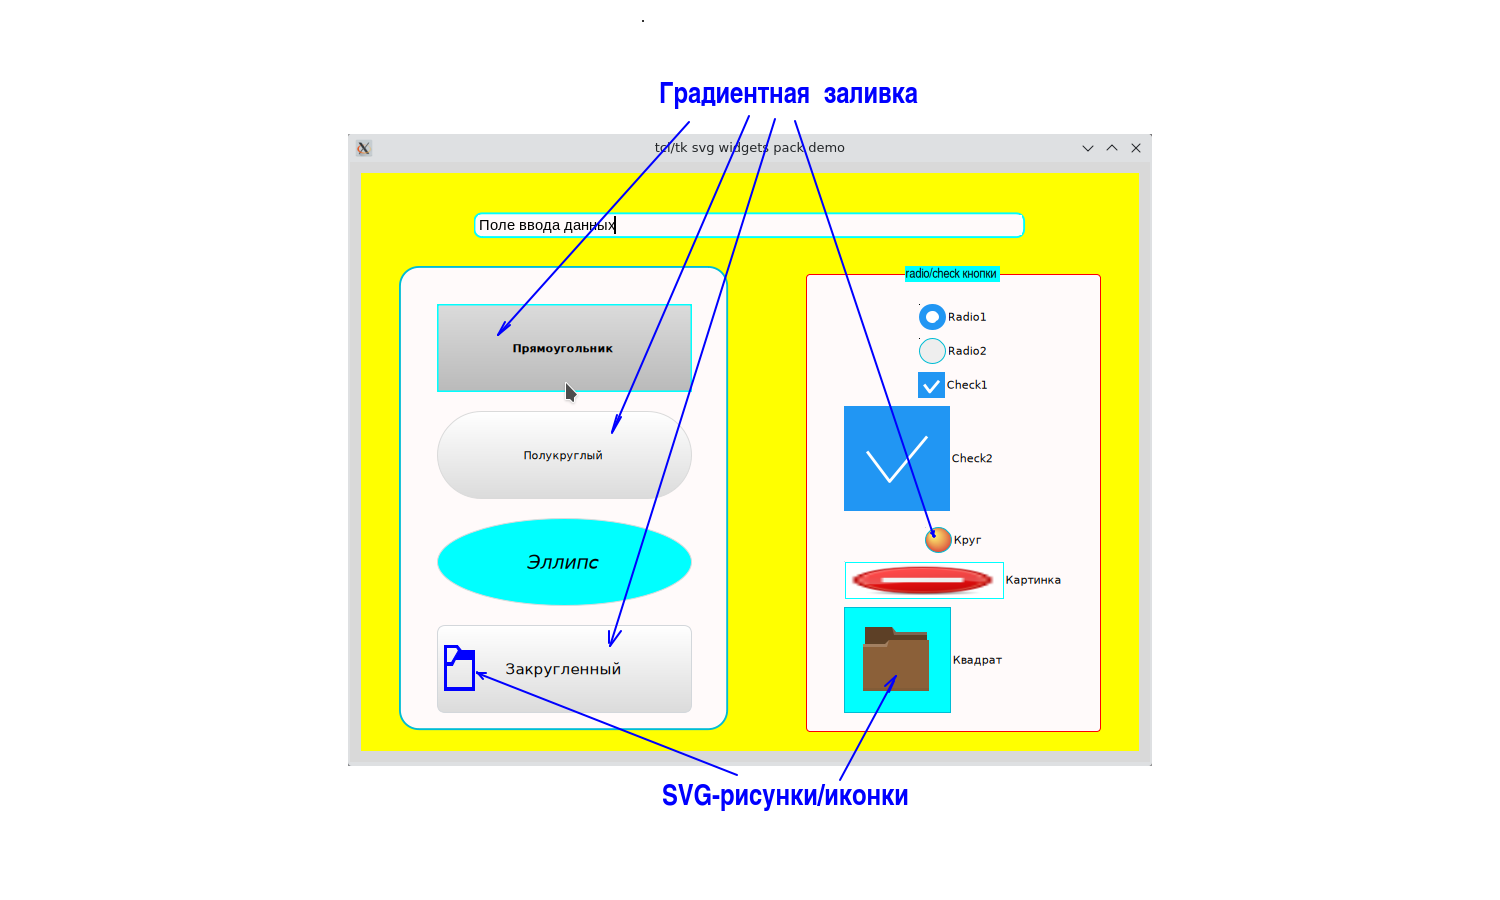 Градиентная заливка
tcl/tk svg widgets pack demo
Поле ввода данных
Прямоугольник
Полукруглый
Эллипс
Закругленный
radio/check кнопки
Radio1
Radio2
Check1
Check2
Круг
Картинка
Квадрат
SVG-рисунки/иконки